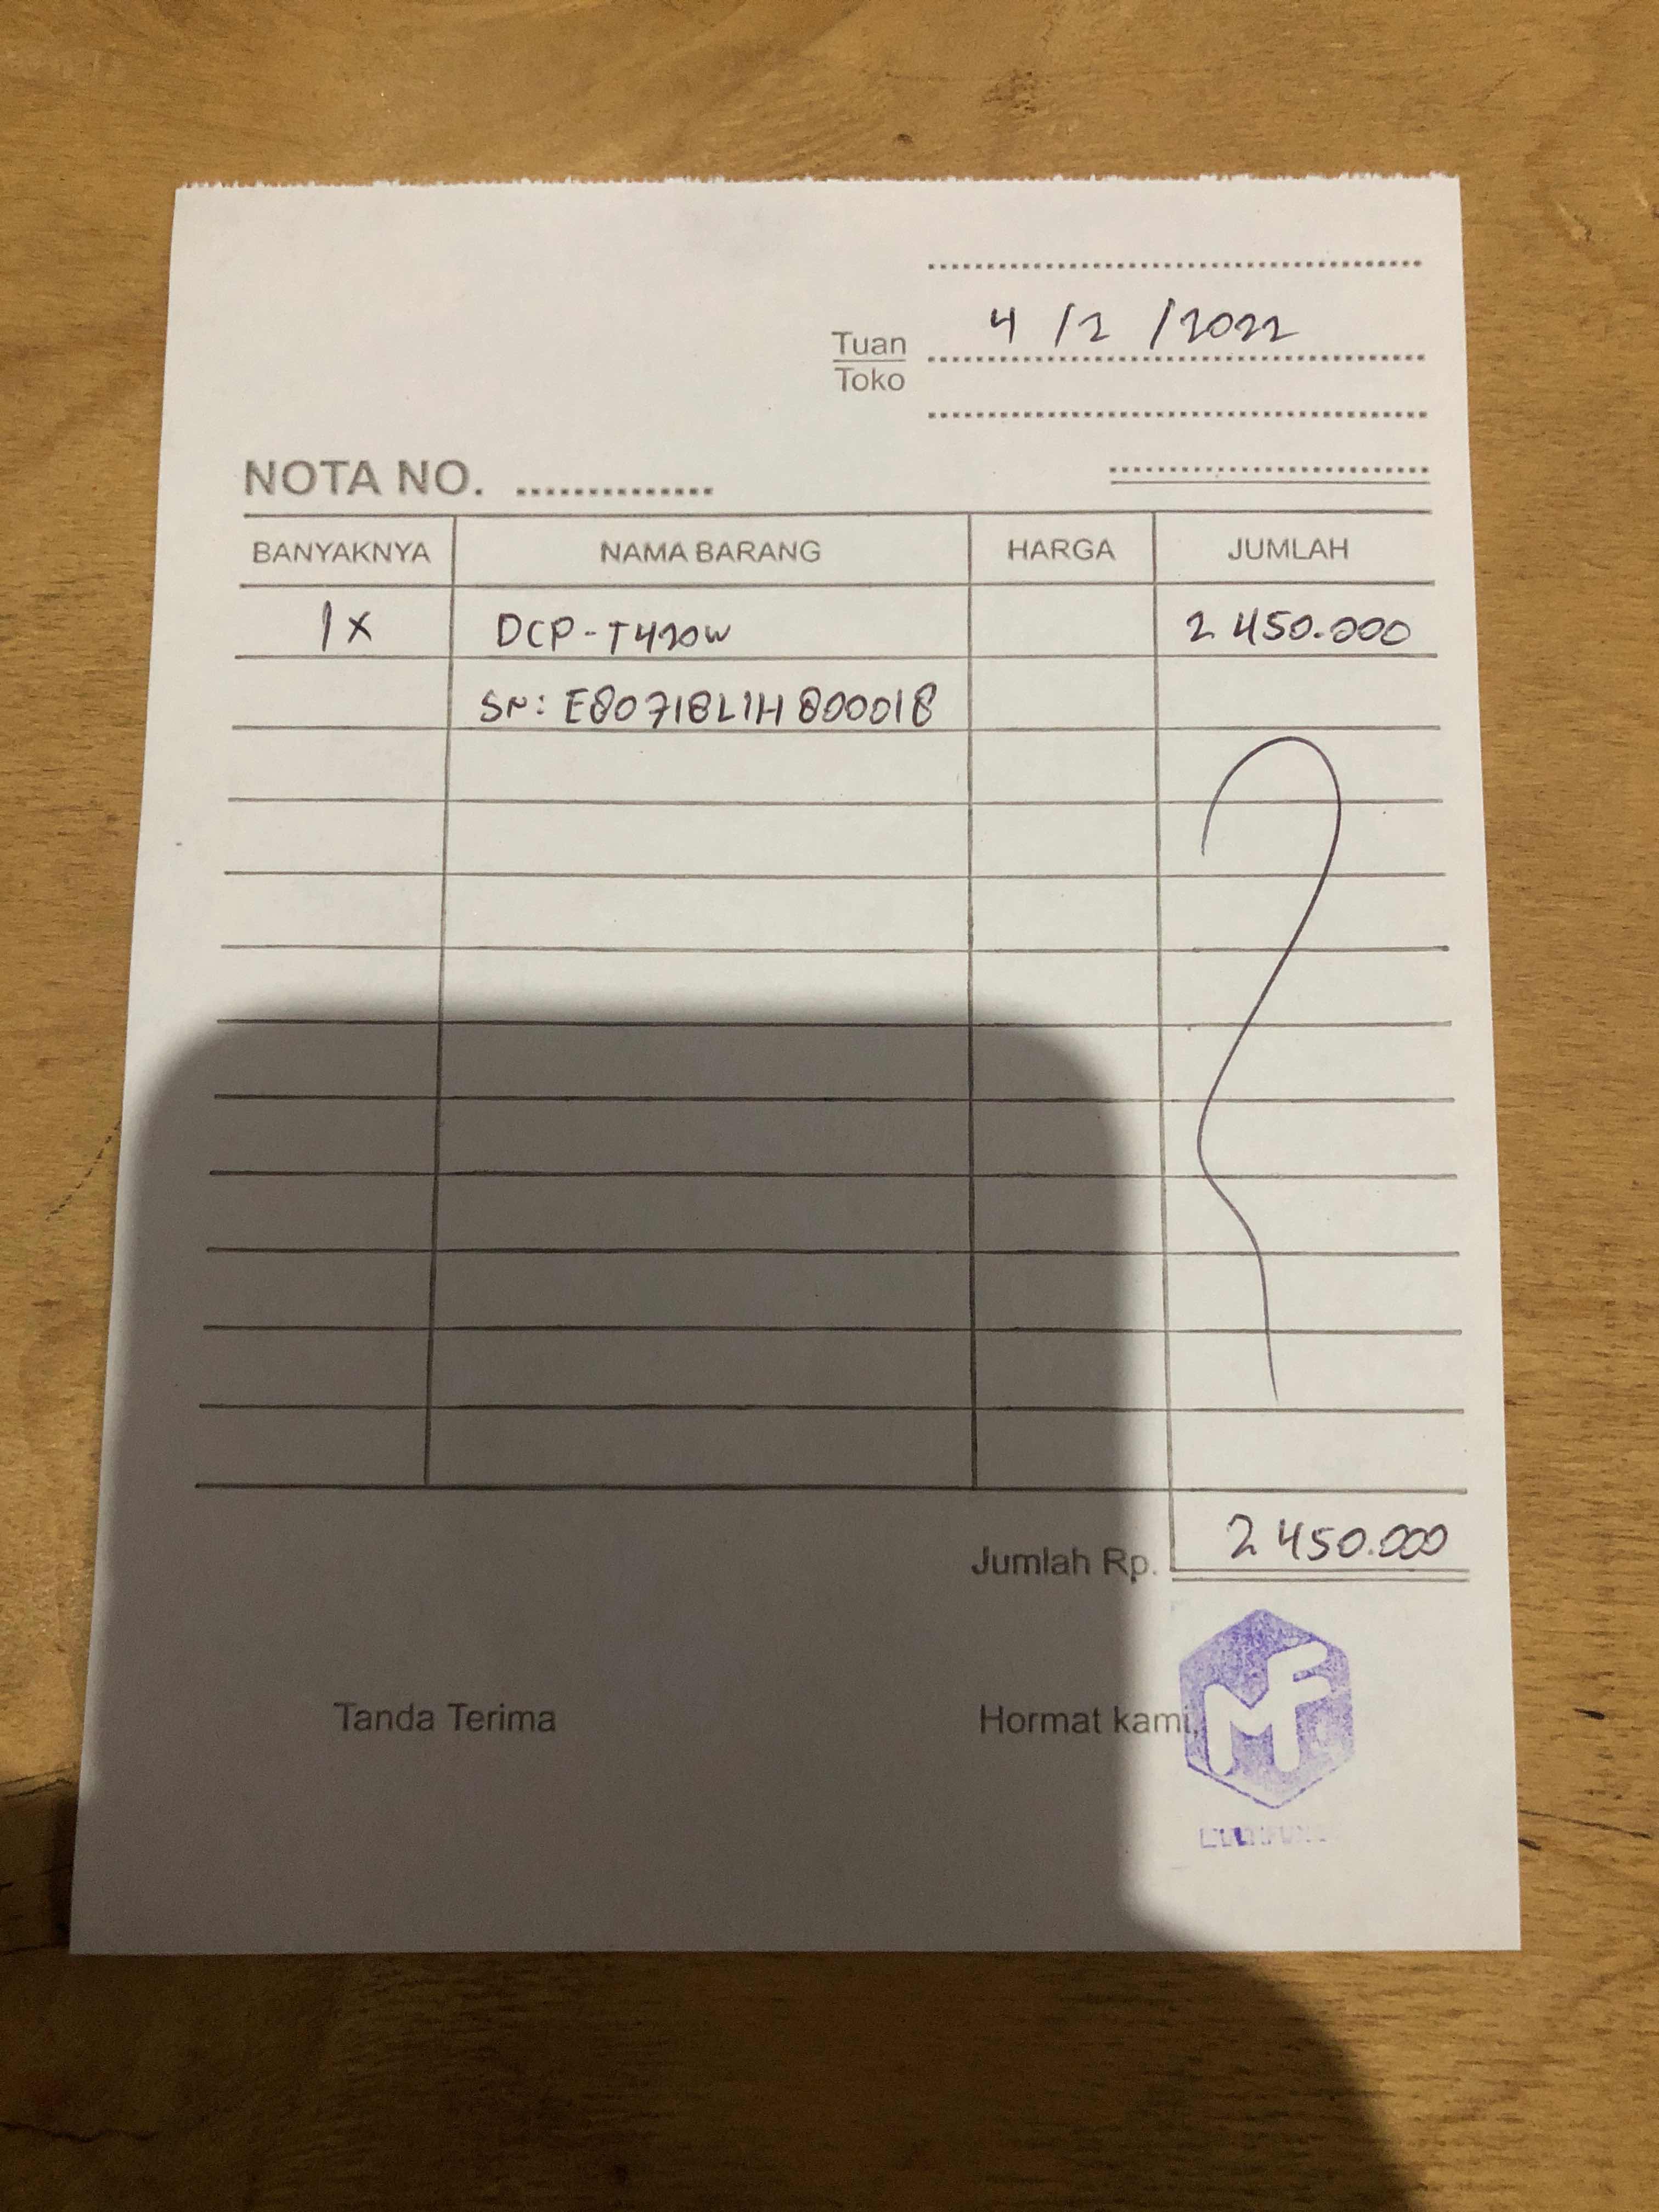 4 / 2 / 2022
Tuan
Toko
NOTA NO. ..............
BANYAKNYA NAMA BARANG HARGA JUMLAH
1 x DCP-T420W 2 450.000
SN: E80718L1H800018
Jumlah Rp. 2 450.000
Tanda Terima Hormat kami,
MF